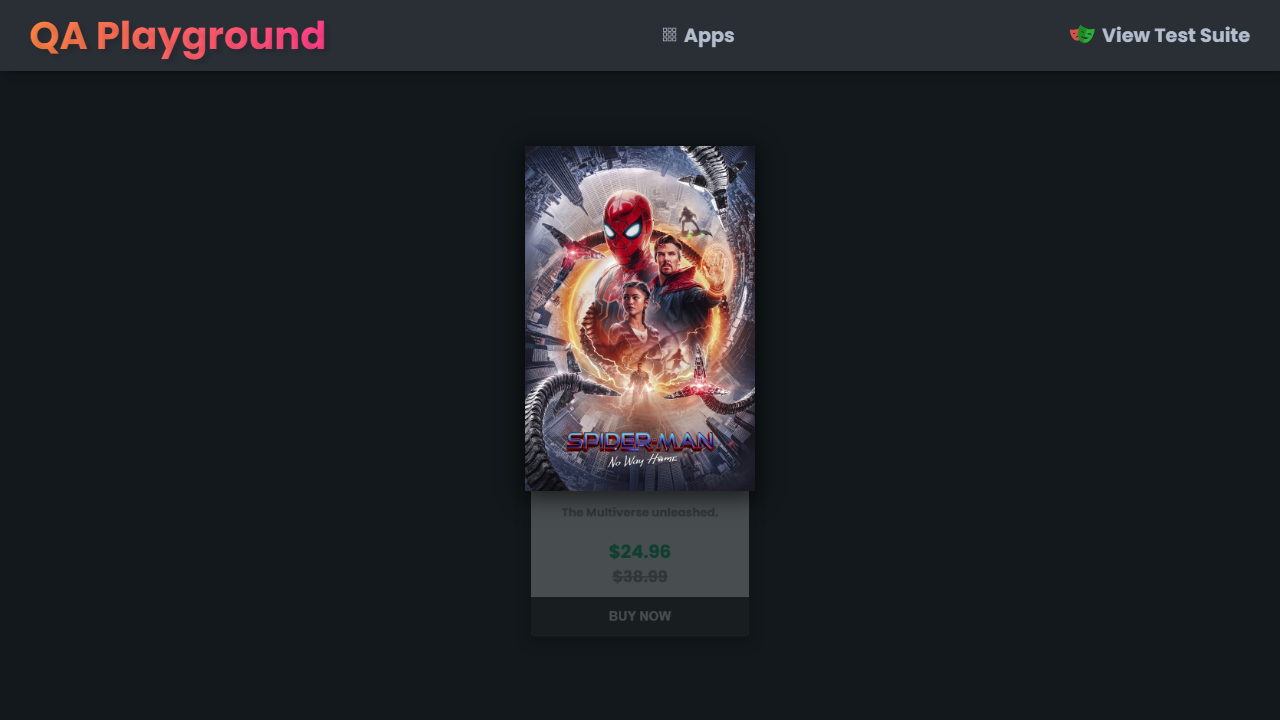 QA Playground
Apps
View Test Suite
SPIDER-MAN
No Way Home
The Multiverse unleashed.
$24.96
$38.99
BUY NOW